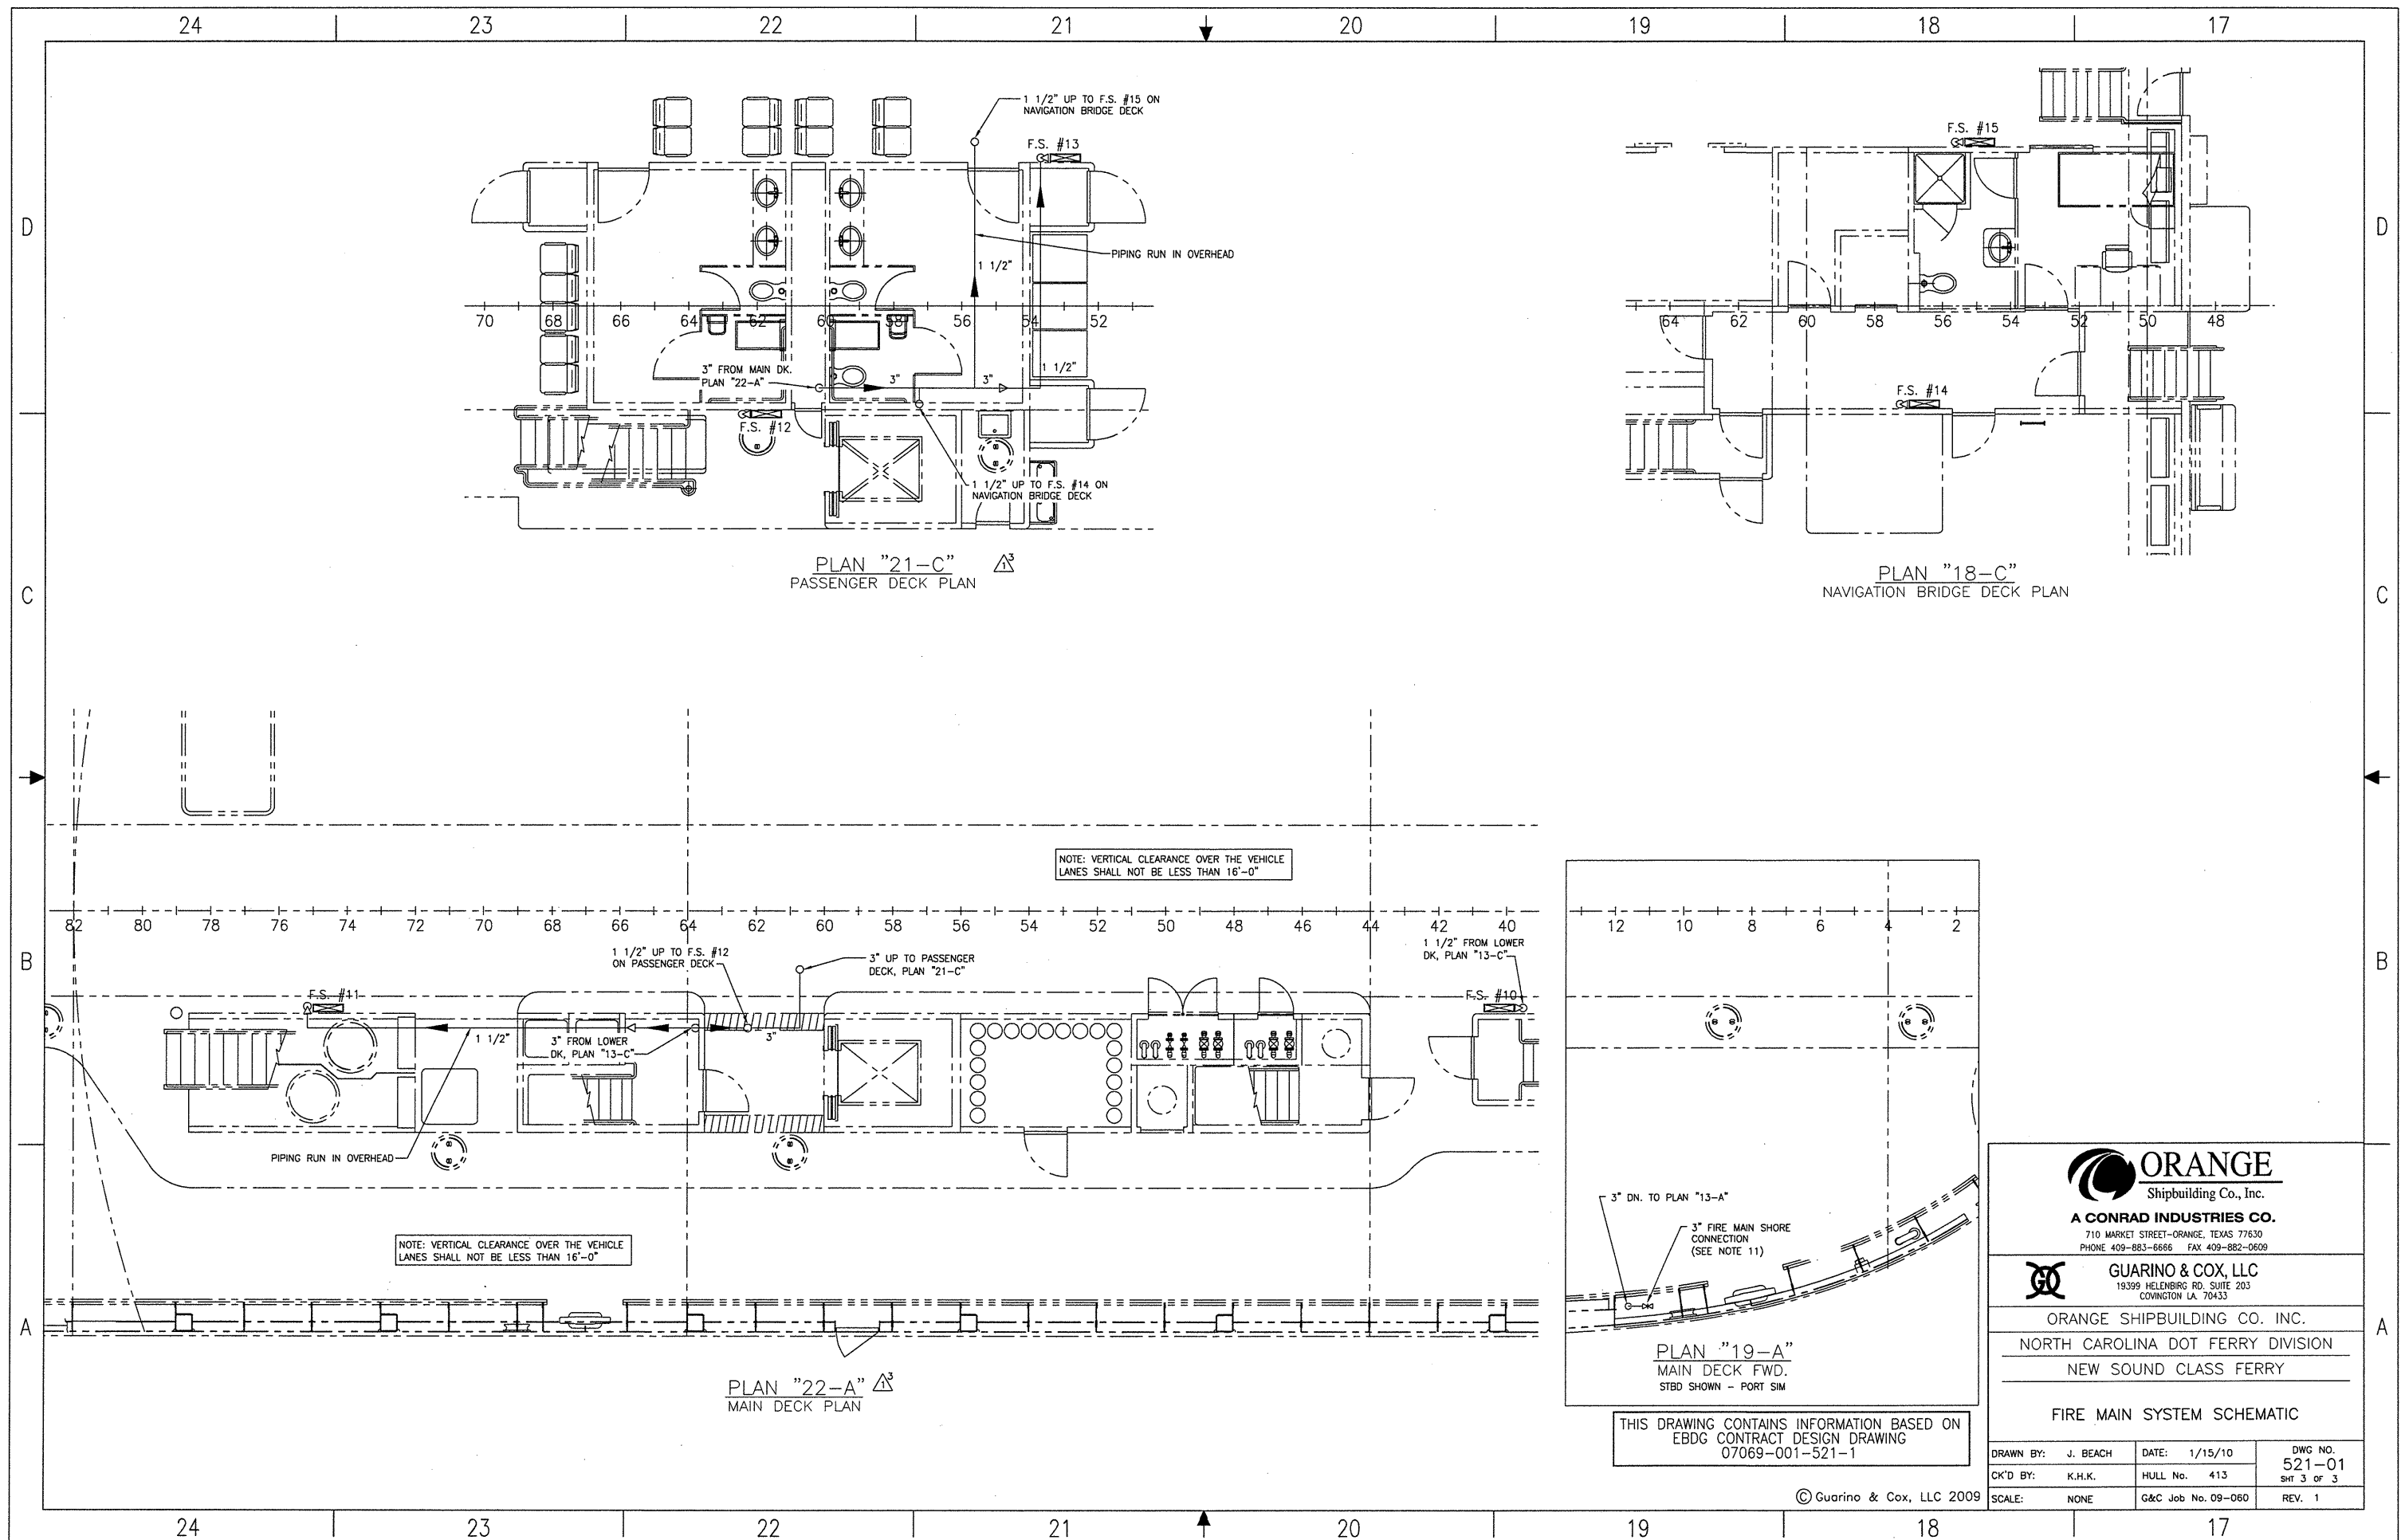 24 23 22 21 20 19 18 17
D
C
B
A
1 1/2" UP TO F.S. #15 ON
NAVIGATION BRIDGE DECK
F.S. #13
PIPING RUN IN OVERHEAD
1 1/2"
70 68 66 64 62 60 58 56 54 52
3" FROM MAIN DK.
PLAN "22-A"
3"
3"
1 1/2"
F.S. #12
1 1/2" UP TO F.S. #14 ON
NAVIGATION BRIDGE DECK
PLAN "21-C"
1 3
PASSENGER DECK PLAN
F.S. #15
64 62 60 58 56 54 52 50 48
F.S. #14
PLAN "18-C"
NAVIGATION BRIDGE DECK PLAN
NOTE: VERTICAL CLEARANCE OVER THE VEHICLE
LANES SHALL NOT BE LESS THAN 16'-0"
82 80 78 76 74 72 70 68 66 64 62 60 58 56 54 52 50 48 46 44 42 40
1 1/2" UP TO F.S. #12
ON PASSENGER DECK
3" UP TO PASSENGER
DECK, PLAN "21-C"
1 1/2" FROM LOWER
DK, PLAN "13-C"
F.S. #11
F.S. #10
1 1/2"
3" FROM LOWER
DK, PLAN "13-C"
3"
PIPING RUN IN OVERHEAD
NOTE: VERTICAL CLEARANCE OVER THE VEHICLE
LANES SHALL NOT BE LESS THAN 16'-0"
PLAN "22-A"
1 3
MAIN DECK PLAN
12 10 8 6 4 2
3" DN. TO PLAN "13-A"
3" FIRE MAIN SHORE
CONNECTION
(SEE NOTE 11)
PLAN "19-A"
MAIN DECK FWD.
STBD SHOWN - PORT SIM
THIS DRAWING CONTAINS INFORMATION BASED ON
EBDG CONTRACT DESIGN DRAWING
07069-001-521-1
© Guarino & Cox, LLC 2009
ORANGE
Shipbuilding Co., Inc.
A CONRAD INDUSTRIES CO.
710 MARKET STREET-ORANGE, TEXAS 77630
PHONE 409-883-6666 FAX 409-882-0609
GUARINO & COX, LLC
19399 HELENBIRG RD. SUITE 203
COVINGTON LA. 70433
ORANGE SHIPBUILDING CO. INC.
NORTH CAROLINA DOT FERRY DIVISION
NEW SOUND CLASS FERRY
FIRE MAIN SYSTEM SCHEMATIC
DRAWN BY: J. BEACH DATE: 1/15/10 DWG NO.
521-01
CK'D BY: K.H.K. HULL No. 413 SHT 3 OF 3
SCALE: NONE G&C Job No. 09-060 REV. 1
D
C
B
A
24 23 22 21 20 19 18 17